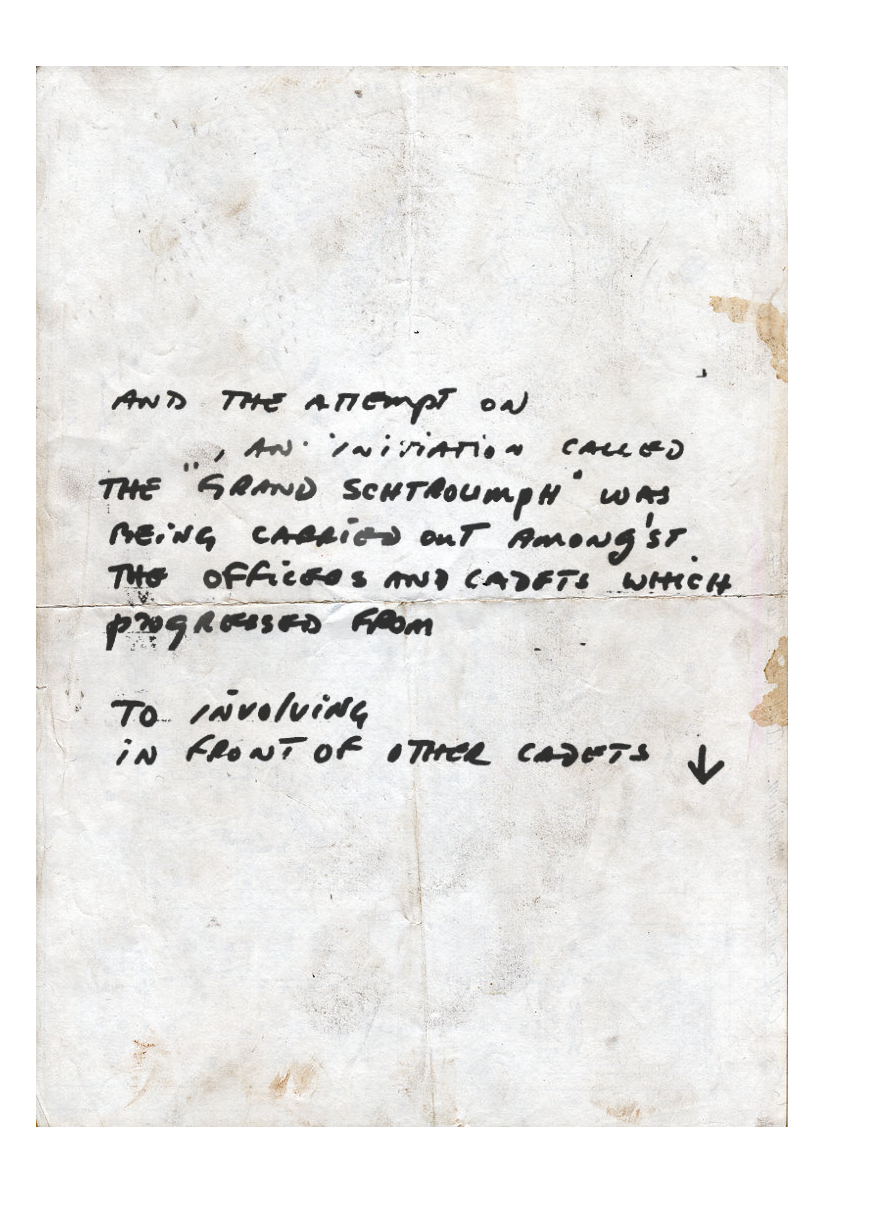 AND THE ATTEMPT ON
, AN INITIATION CALLED
THE "GRAND SCHTROUMPH" WAS
BEING CARRIED OUT AMONG'ST
THE OFFICERS AND CADETS WHICH
PROGRESSED FROM
TO INVOLVING
IN FRONT OF OTHER CADETS ↓